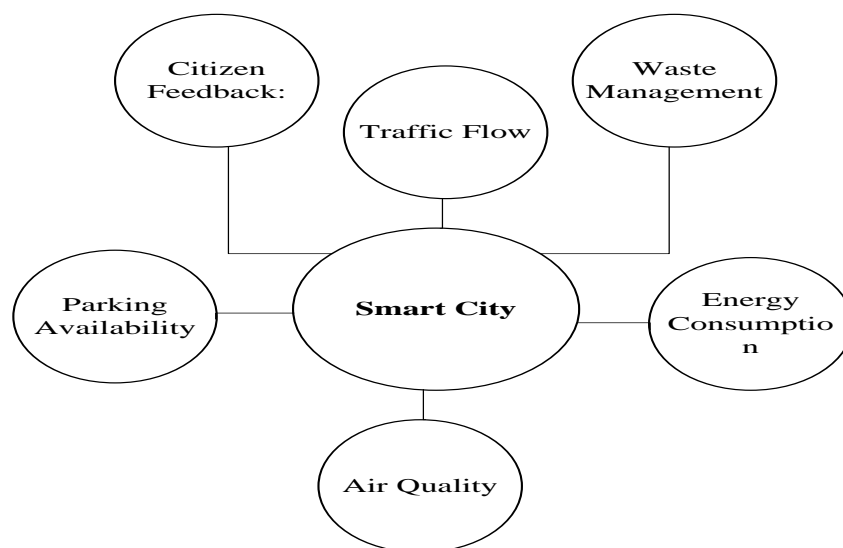 Citizen
Feedback:
Traffic Flow
Waste
Management
Parking
Availability
Smart City
Energy
Consumptio
n
Air Quality